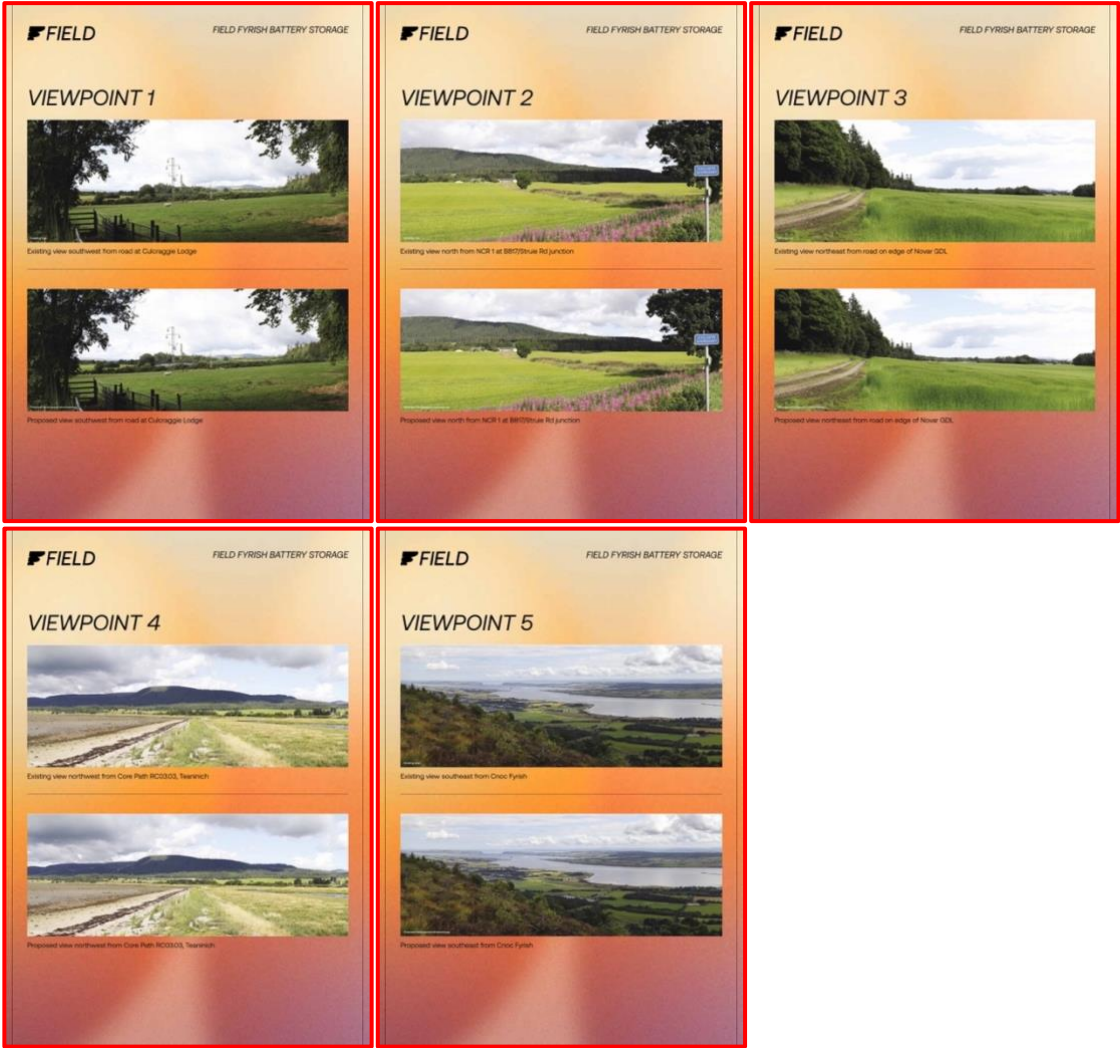 FIELD
FIELD FYRISH BATTERY STORAGE
VIEWPOINT 1
Existing view southwest from road at Culcraggie Lodge
Proposed view southwest from road at Culcraggie Lodge
FIELD
FIELD FYRISH BATTERY STORAGE
VIEWPOINT 2
Existing view north from NCR 1 at B817/Strule Rd junction
Proposed view north from NCR 1 at B817/Strule Rd junction
FIELD
FIELD FYRISH BATTERY STORAGE
VIEWPOINT 3
Existing view northeast from road on edge of Novar GDL
Proposed view northeast from road on edge of Novar GDL
FIELD
FIELD FYRISH BATTERY STORAGE
VIEWPOINT 4
Existing view northwest from Core Path RC03.03, Teaninich
Proposed view northwest from Core Path RC03.03, Teaninich
FIELD
FIELD FYRISH BATTERY STORAGE
VIEWPOINT 5
Existing view southeast from Cnoc Fyrish
Proposed view southeast from Cnoc Fyrish